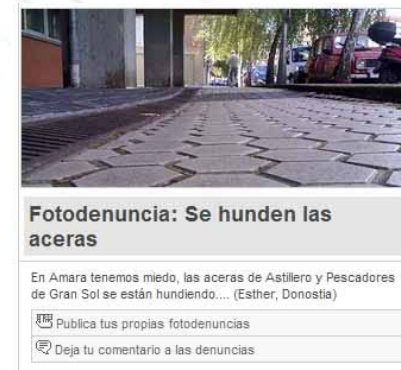 Fotodenuncia: Se hunden las
aceras
En Amara tenemos miedo, las aceras de Astillero y Pescadores
de Gran Sol se están hundiendo.... (Esther, Donostia)
Publica tus propias fotodenuncias
Deja tu comentario a las denuncias